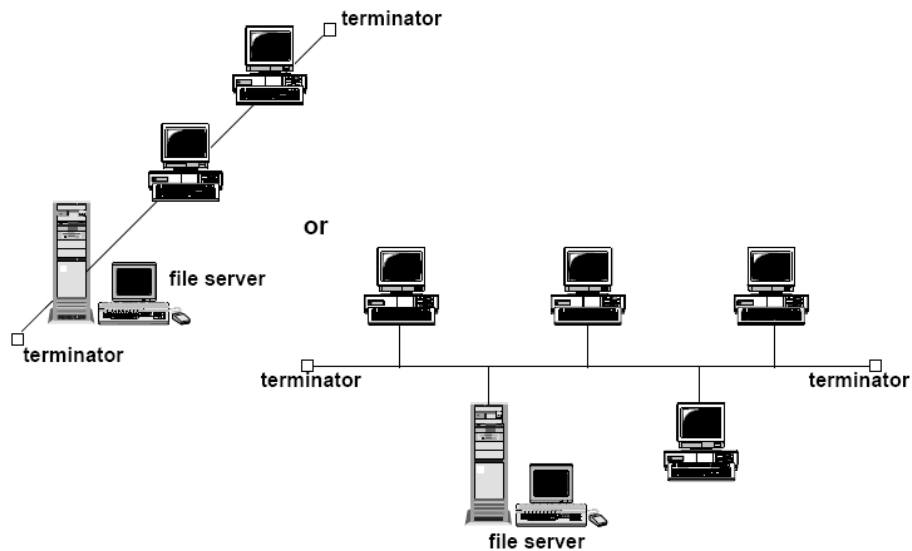 terminator
file server
terminator
or
terminator
terminator
file server